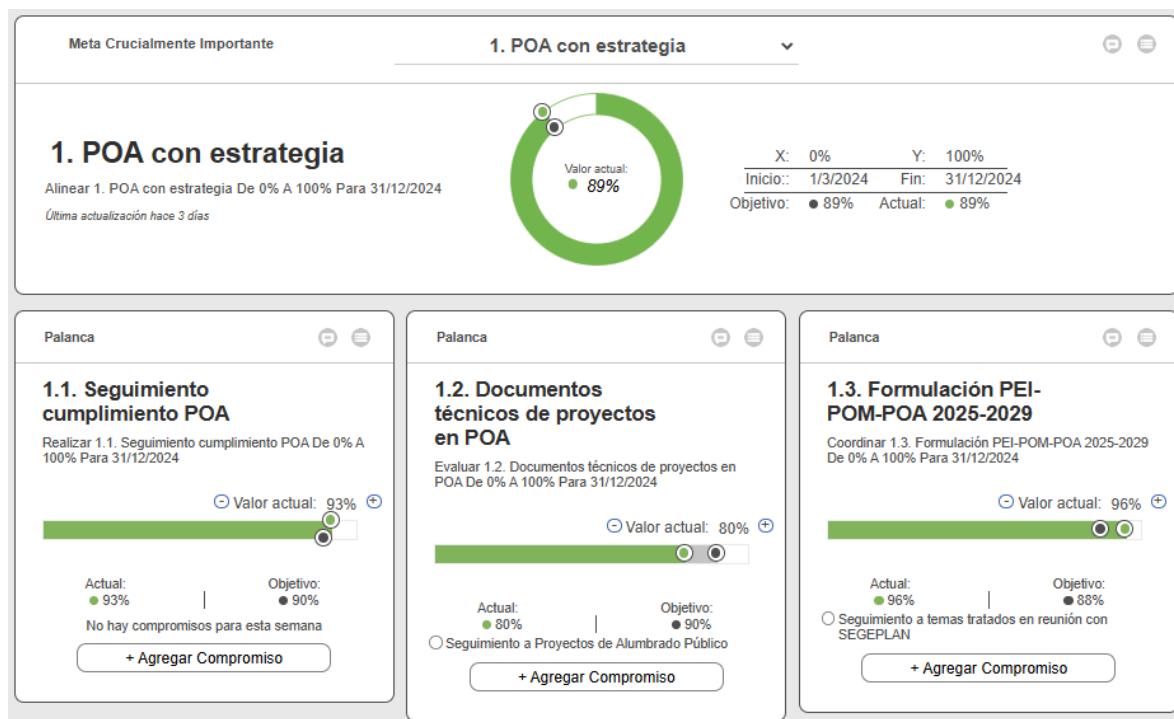 Meta Crucialmente Importante
1. POA con estrategia
1. POA con estrategia
Alinear 1. POA con estrategia De 0% A 100% Para 31/12/2024
Última actualización hace 3 días
Valor actual:
89%
X: 0% Y: 100%
Inicio:: 1/3/2024 Fin: 31/12/2024
Objetivo: 89% Actual: 89%
Palanca
1.1. Seguimiento
cumplimiento POA
Realizar 1.1. Seguimiento cumplimiento POA De 0% A
100% Para 31/12/2024
Valor actual: 93%
Actual: Objetivo:
93% 90%
No hay compromisos para esta semana
+ Agregar Compromiso
Palanca
1.2. Documentos
técnicos de proyectos
en POA
Evaluar 1.2. Documentos técnicos de proyectos en
POA De 0% A 100% Para 31/12/2024
Valor actual: 80%
Actual: Objetivo:
80% 90%
Seguimiento a Proyectos de Alumbrado Público
+ Agregar Compromiso
Palanca
1.3. Formulación PEI-
POM-POA 2025-2029
Coordinar 1.3. Formulación PEI-POM-POA 2025-2029
De 0% A 100% Para 31/12/2024
Valor actual: 96%
Actual: Objetivo:
96% 88%
Seguimiento a temas tratados en reunión con
SEGEPLAN
+ Agregar Compromiso